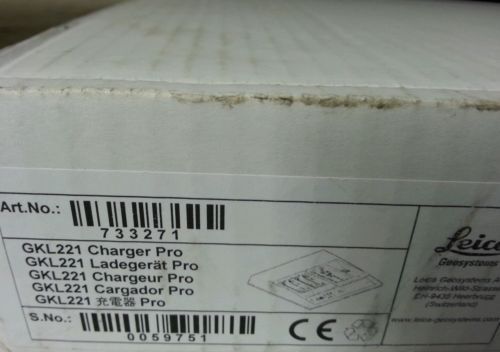 Art.No.:
733271
GKL221 Charger Pro
GKL221 Ladegerät Pro
GKL221 Chargeur Pro
GKL221 Cargador Pro
GKL221 充電器 Pro
S.No.:
0059751
CE
Leica
Geosystems
Leica Geosystems A
Heinrich-Wild-Strasse
CH-9435 Heerbrugg
(Switzerland)
www.leica-geosystems.com